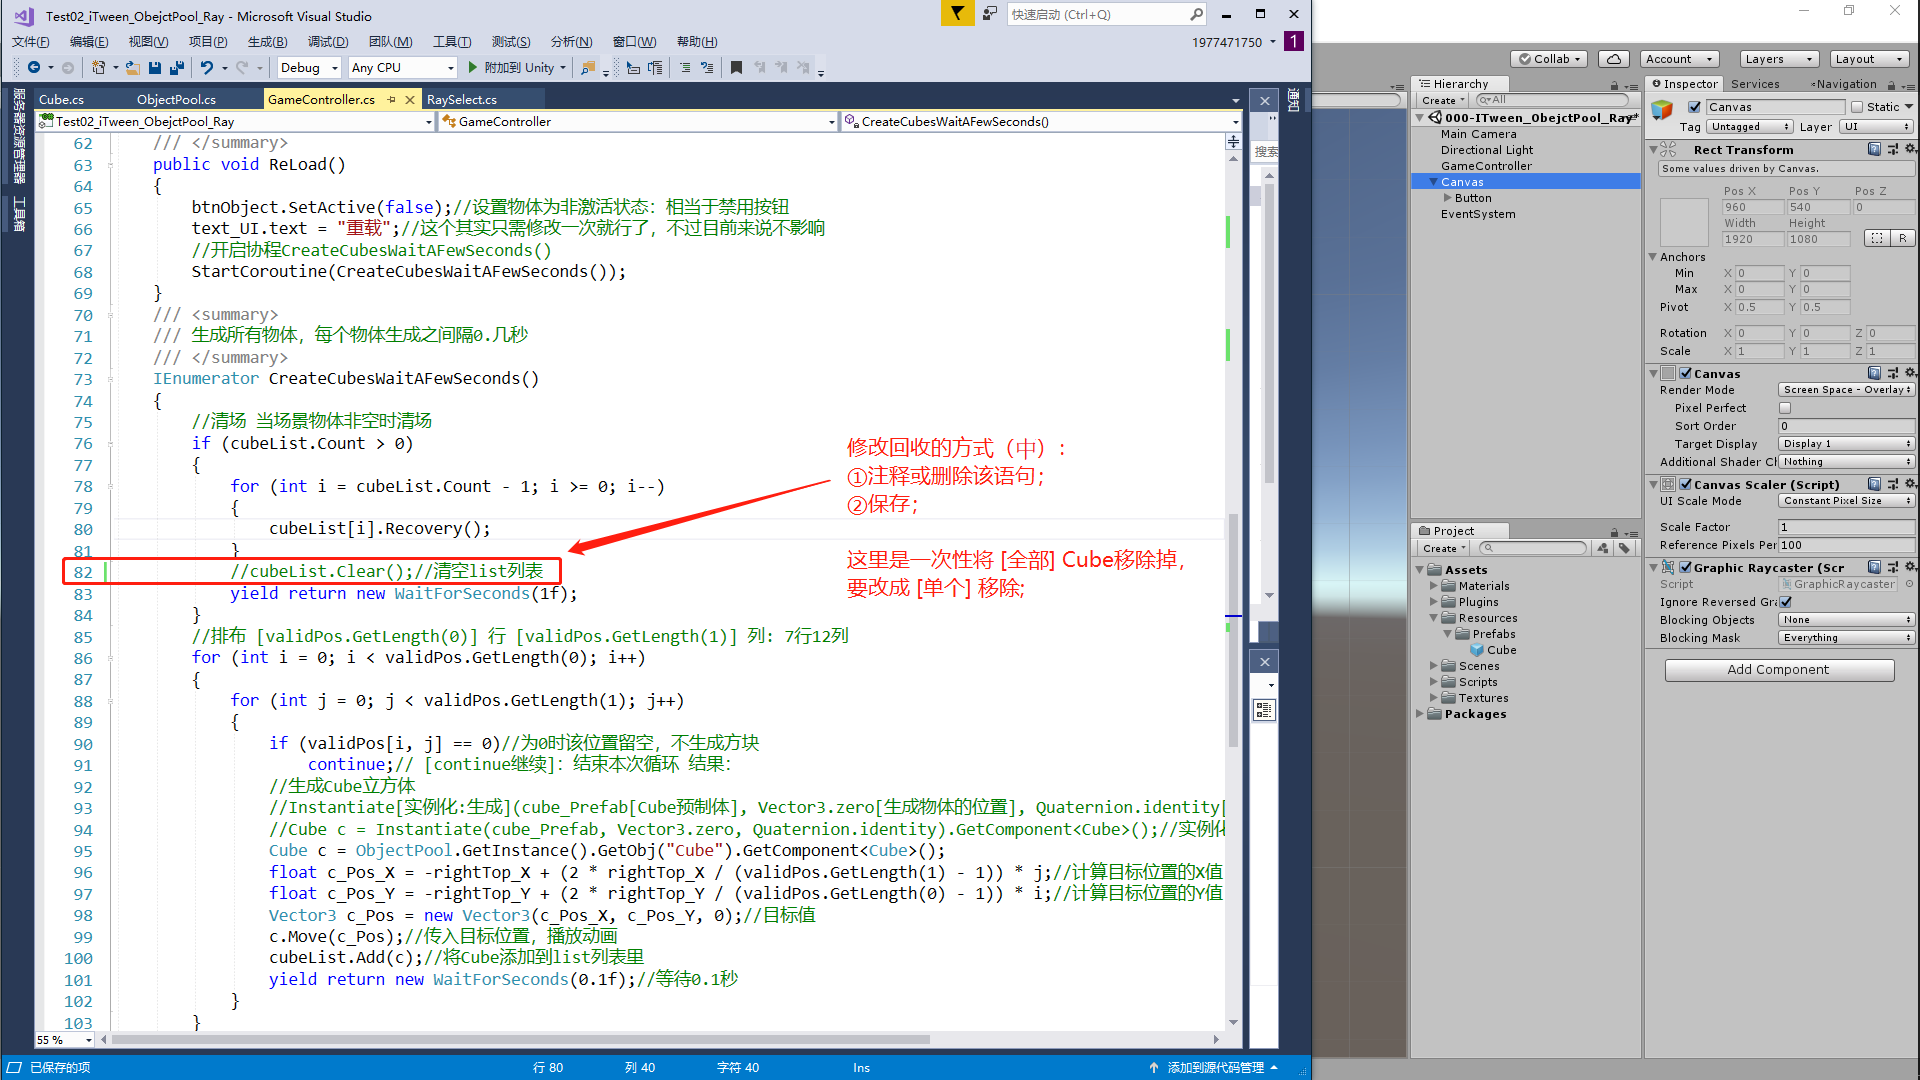 Test02_iTween_ObejctPool_Ray - Microsoft Visual Studio
快速启动 (Ctrl+Q)
文件(F) 编辑(E) 视图(V) 项目(P) 生成(B) 调试(D) 团队(M) 工具(T) 测试(S) 分析(N) 窗口(W) 帮助(H)
1977471750
1
Debug Any CPU 附加到 Unity
服务器资源管理器
工具箱
Cube.cs ObjectPool.cs GameController.cs RaySelect.cs
Test02_iTween_ObejctPool_Ray GameController CreateCubesWaitAFewSeconds()
62 /// </summary>
63 public void ReLoad()
64 {
65 btnObject.SetActive(false);//设置物体为非激活状态: 相当于禁用按钮
66 text_UI.text = "重载";//这个其实只需修改一次就行了, 不过目前来说不影响
67 //开启协程CreateCubesWaitAFewSeconds()
68 StartCoroutine(CreateCubesWaitAFewSeconds());
69 }
70 /// <summary>
71 /// 生成所有物体, 每个物体生成之间隔0.几秒
72 /// </summary>
73 IEnumerator CreateCubesWaitAFewSeconds()
74 {
75 //清场 当场景物体非空时清场
76 if (cubeList.Count > 0)
77 {
78 for (int i = cubeList.Count - 1; i >= 0; i--)
79 {
80 cubeList[i].Recovery();
81 }
82 //cubeList.Clear();//清空list列表
83 yield return new WaitForSeconds(1f);
84 }
85 //排布 [validPos.GetLength(0)] 行 [validPos.GetLength(1)] 列: 7行12列
86 for (int i = 0; i < validPos.GetLength(0); i++)
87 {
88 for (int j = 0; j < validPos.GetLength(1); j++)
89 {
90 if (validPos[i, j] == 0)//为0时该位置留空, 不生成方块
91 continue;// [continue继续]: 结束本次循环 结果:
92 //生成Cube立方体
93 //Instantiate[实例化:生成](cube_Prefab[Cube预制体], Vector3.zero[生成物体的位置], Quaternion.identity[
94 //Cube c = Instantiate(cube_Prefab, Vector3.zero, Quaternion.identity).GetComponent<Cube>();//实例化
95 Cube c = ObjectPool.GetInstance().GetObj("Cube").GetComponent<Cube>();
96 float c_Pos_X = -rightTop_X + (2 * rightTop_X / (validPos.GetLength(1) - 1)) * j;//计算目标位置的X值
97 float c_Pos_Y = -rightTop_Y + (2 * rightTop_Y / (validPos.GetLength(0) - 1)) * i;//计算目标位置的Y值
98 Vector3 c_Pos = new Vector3(c_Pos_X, c_Pos_Y, 0);//目标值
99 c.Move(c_Pos);//传入目标位置, 播放动画
100 cubeList.Add(c);//将Cube添加到list列表里
101 yield return new WaitForSeconds(0.1f);//等待0.1秒
102 }
103 }
修改回收的方式（中）:
①注释或删除该语句;
②保存;
这里是一次性将 [全部] Cube移除掉,
要改成 [单个] 移除;
55 %
已保存的项 行 80 列 40 字符 40 Ins 添加到源代码管理
搜索
通知
Collab Account Layers Layout
Hierarchy
Create All
000-ITween_ObejctPool_Ray*
Main Camera
Directional Light
GameController
Canvas
Button
EventSystem
Project
Create
Assets
Materials
Plugins
Resources
Prefabs
Cube
Scenes
Scripts
Textures
Packages
Inspector Services Navigation
Canvas Static
Tag Untagged Layer UI
Rect Transform
Some values driven by Canvas.
Pos X Pos Y Pos Z
960 540 0
Width Height
1920 1080 R
Anchors
Min X 0 Y 0
Max X 0 Y 0
Pivot X 0.5 Y 0.5
Rotation X 0 Y 0 Z 0
Scale X 1 Y 1 Z 1
Canvas
Render Mode Screen Space - Overlay
Pixel Perfect
Sort Order 0
Target Display Display 1
Additional Shader Ch Nothing
Canvas Scaler (Script)
UI Scale Mode Constant Pixel Size
Scale Factor 1
Reference Pixels Per 100
Graphic Raycaster (Scr
Script GraphicRaycaster
Ignore Reversed Gra
Blocking Objects None
Blocking Mask Everything
Add Component